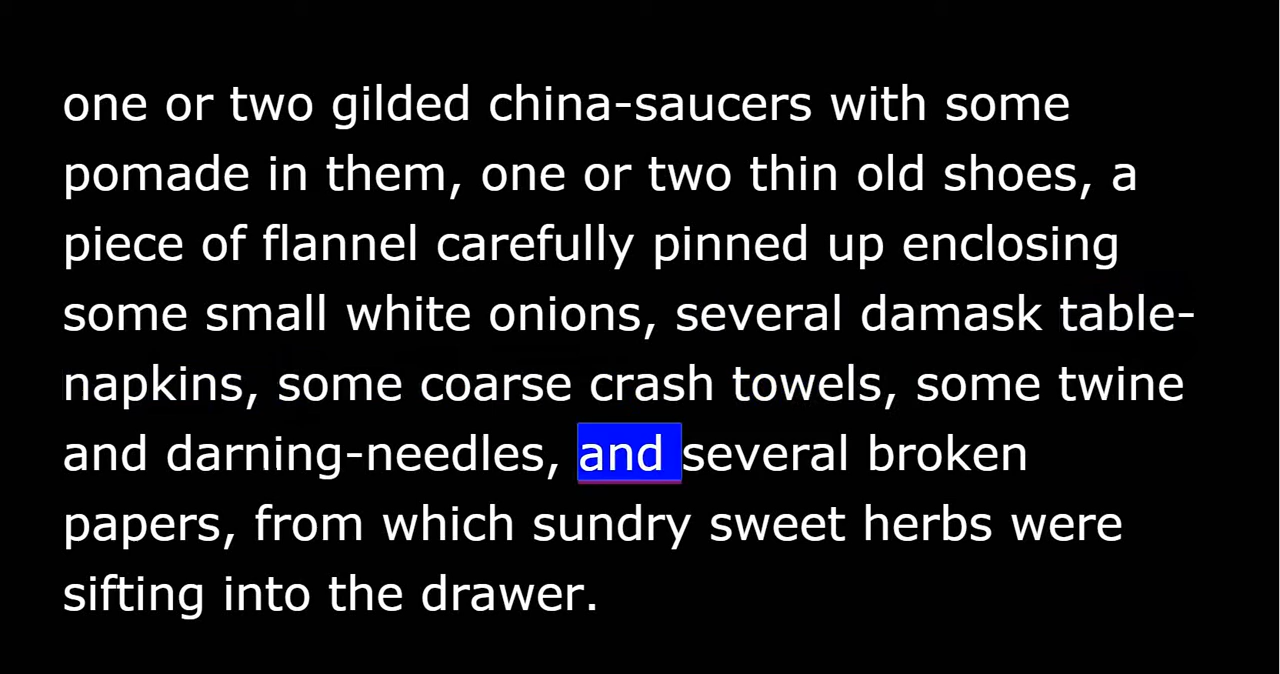 one or two gilded china-saucers with some
pomade in them, one or two thin old shoes, a
piece of flannel carefully pinned up enclosing
some small white onions, several damask table-
napkins, some coarse crash towels, some twine
and darning-needles, and several broken
papers, from which sundry sweet herbs were
sifting into the drawer.